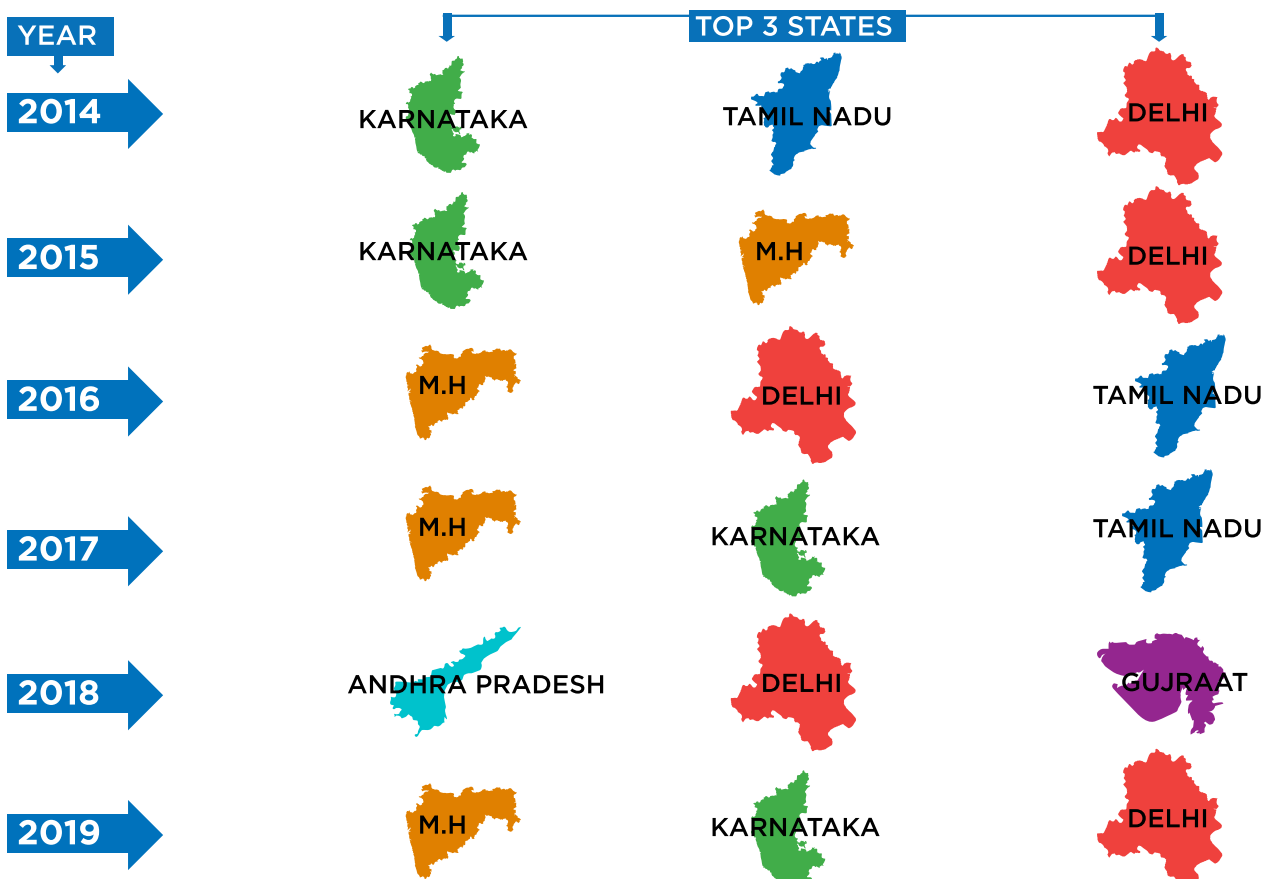 YEAR
TOP 3 STATES
2014
KARNATAKA
TAMIL NADU
DELHI
2015
KARNATAKA
M.H
DELHI
2016
M.H
DELHI
TAMIL NADU
2017
M.H
KARNATAKA
TAMIL NADU
2018
ANDHRA PRADESH
DELHI
GUJRAAT
2019
M.H
KARNATAKA
DELHI